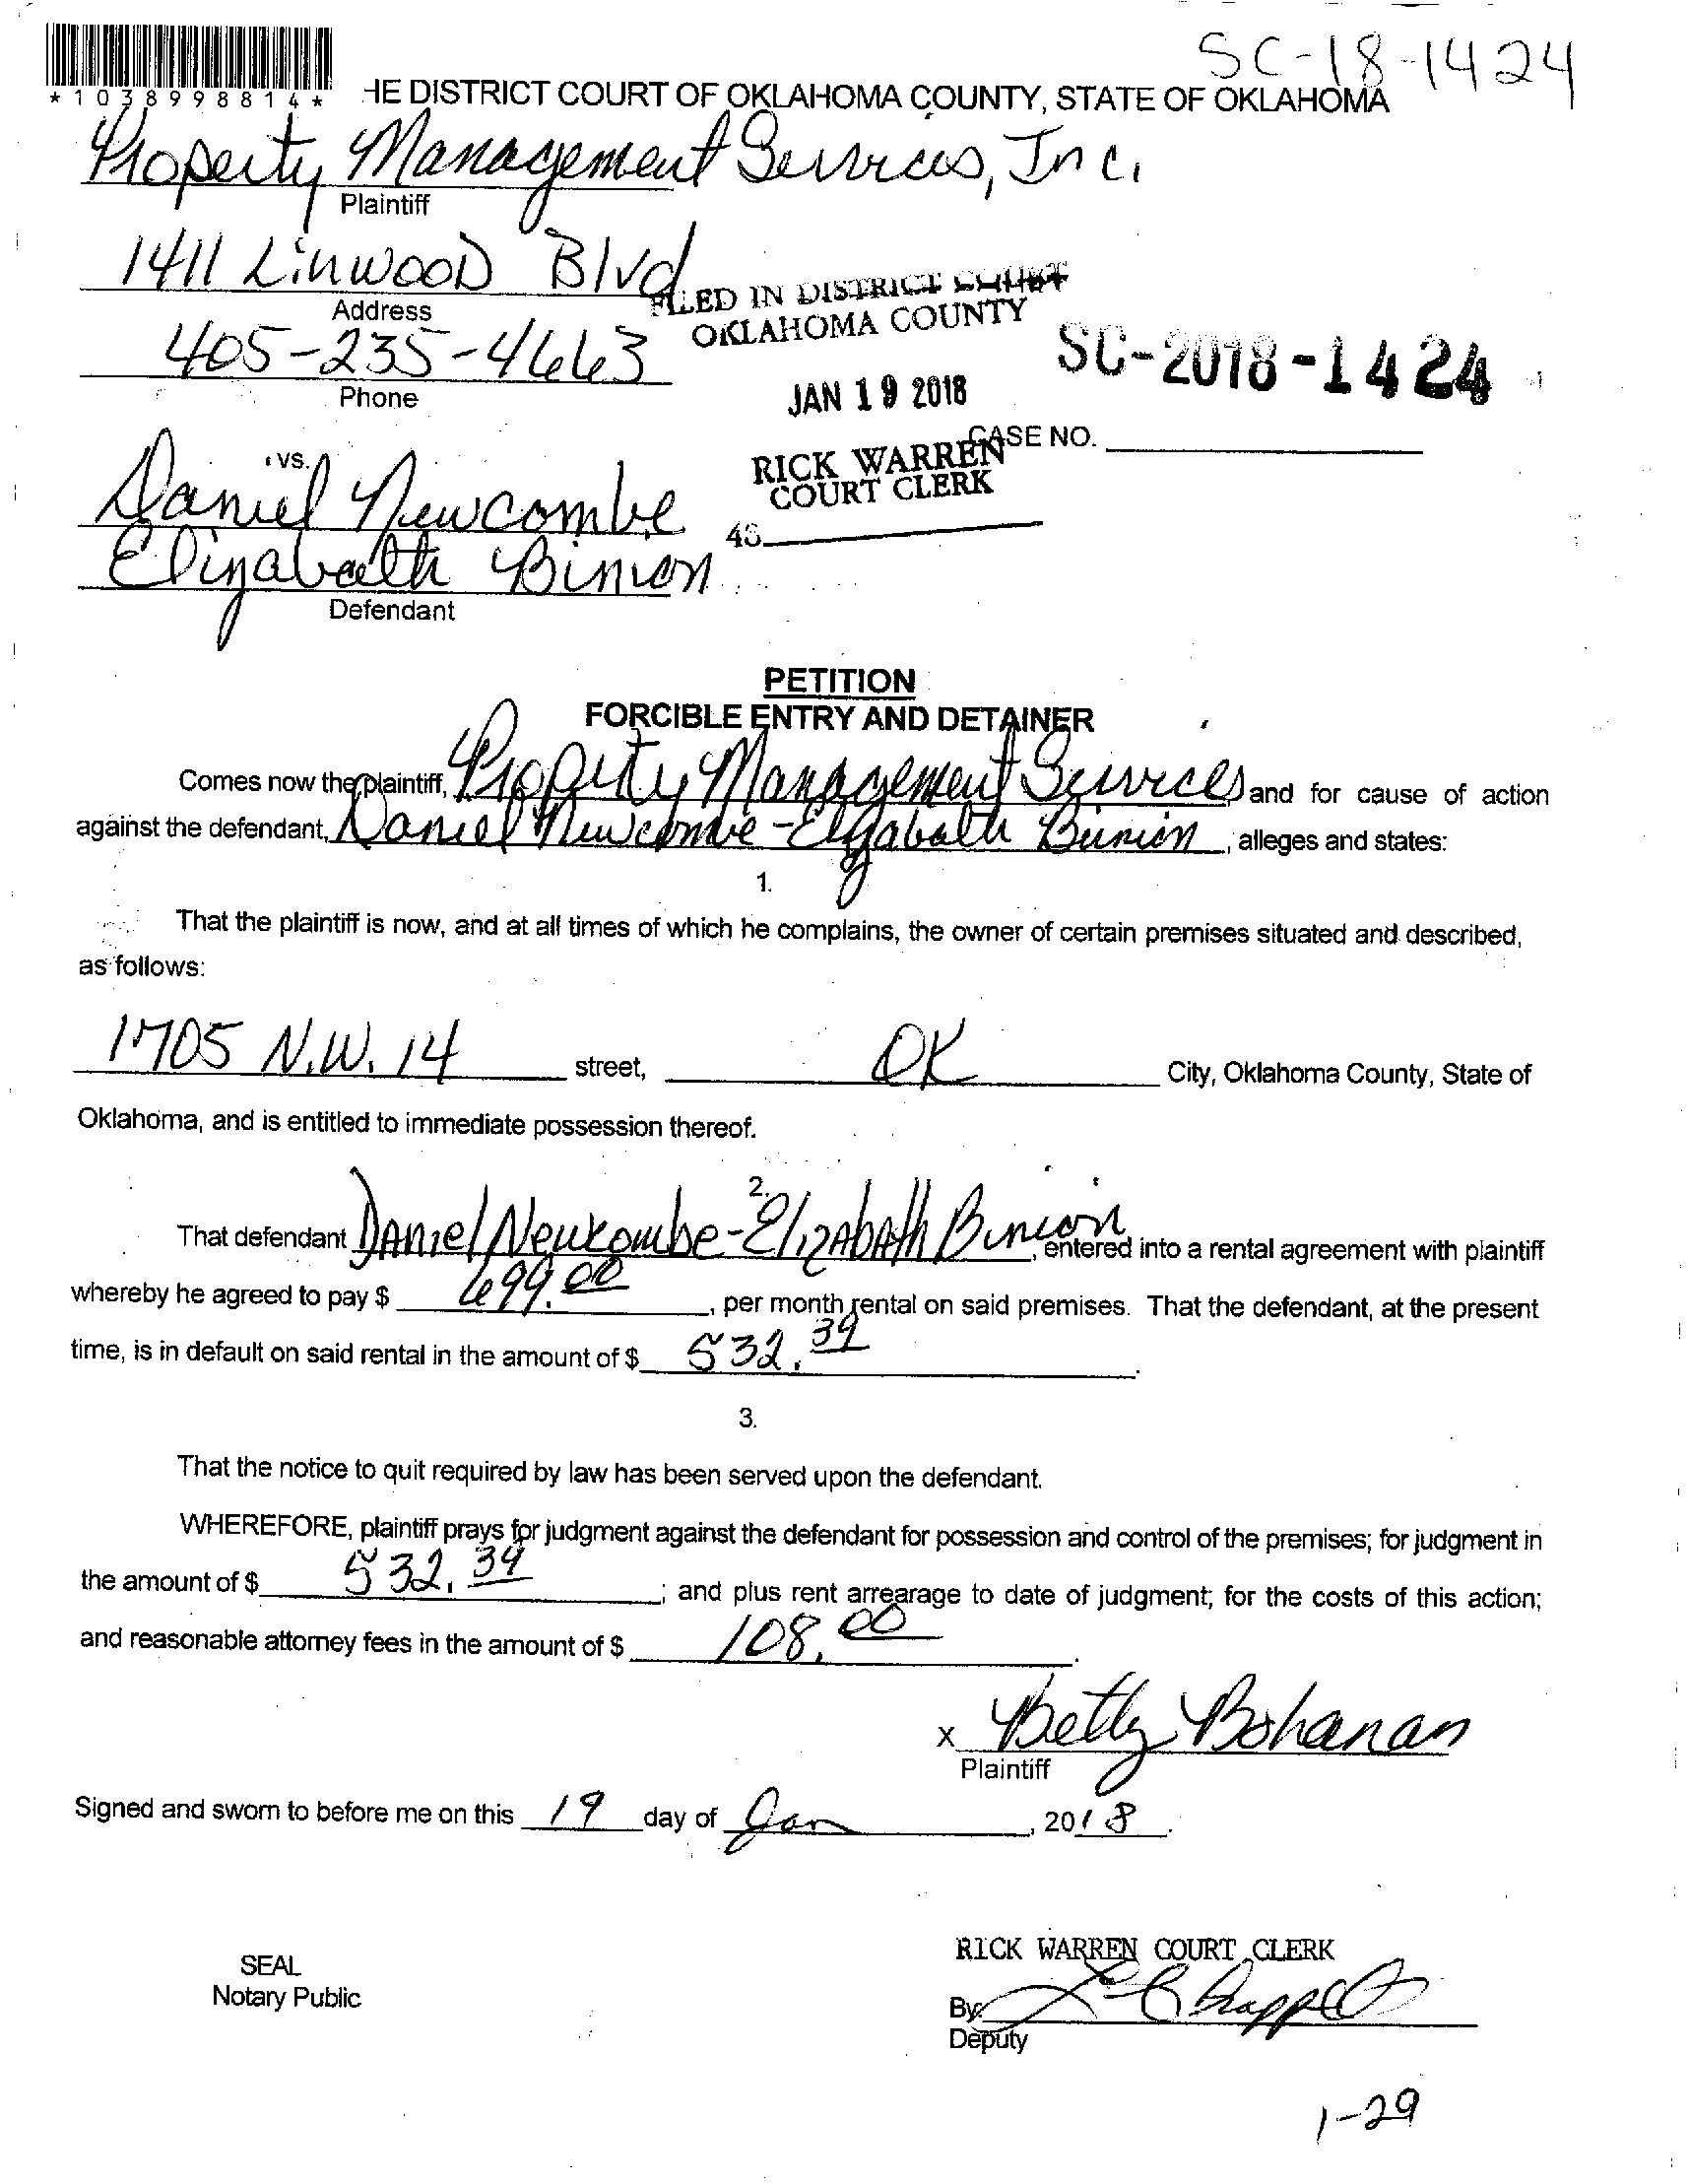 SC-18-1424
*1038998814*
HE DISTRICT COURT OF OKLAHOMA COUNTY, STATE OF OKLAHOMA
Property Management Services, Inc.
Plaintiff
1411 Linwood Blvd
Address
FILED IN DISTRICT COURT
OKLAHOMA COUNTY
405-235-4663
Phone
SC-2018-1424
JAN 19 2018
CASE NO.
RICK WARREN
COURT CLERK
vs.
Daniel Newcombe
Elizabeth Binion
Defendant
PETITION
FORCIBLE ENTRY AND DETAINER
Comes now the plaintiff, Property Management Services and for cause of action
against the defendant, Daniel Newcombe - Elizabath Binion, alleges and states:
1.
That the plaintiff is now, and at all times of which he complains, the owner of certain premises situated and described,
as follows:
1705 N.W. 14 street, OK City, Oklahoma County, State of
Oklahoma, and is entitled to immediate possession thereof.
2.
That defendant Daniel Newcombe-Elizabath Binion, entered into a rental agreement with plaintiff
whereby he agreed to pay $ 699.00, per month rental on said premises. That the defendant, at the present
time, is in default on said rental in the amount of $ 532.34.
3.
That the notice to quit required by law has been served upon the defendant.
WHEREFORE, plaintiff prays for judgment against the defendant for possession and control of the premises; for judgment in
the amount of $ 532.34; and plus rent arrearage to date of judgment; for the costs of this action;
and reasonable attorney fees in the amount of $ 108.00.
x Betty Bohanan
Plaintiff
Signed and sworn to before me on this 19 day of Jan, 2018.
SEAL
Notary Public
RICK WARREN COURT CLERK
By
Deputy
1-29